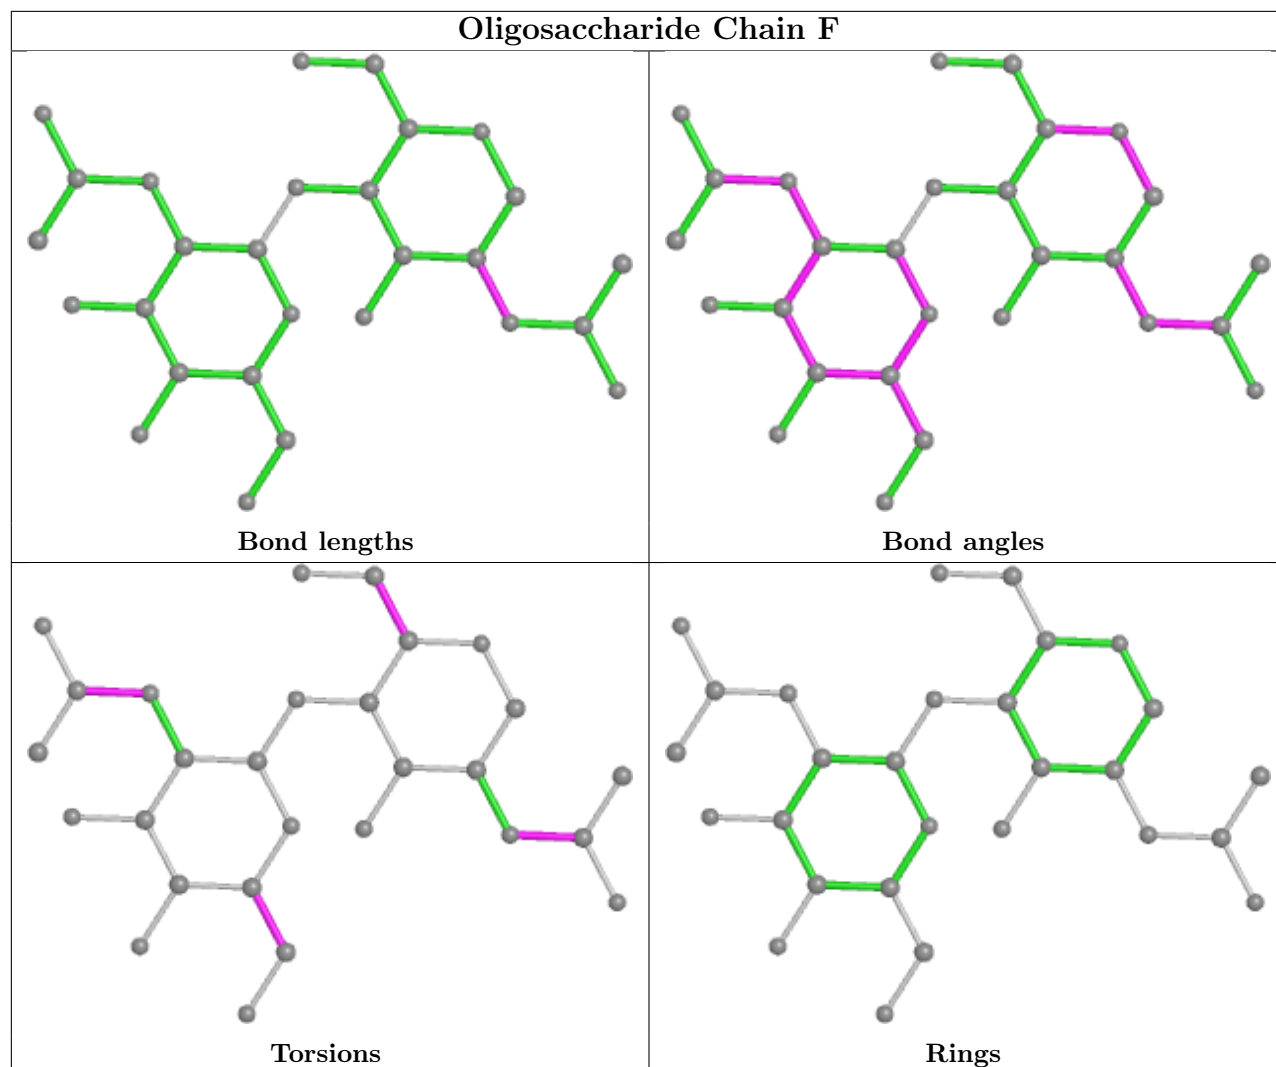 Oligosaccharide Chain F
Bond lengths
Bond angles
Torsions
Rings